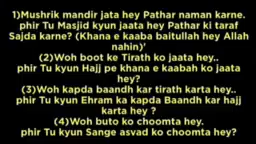 1)Mushrik mandir jata hey Pathar naman karne.
phir Tu Masjid kyun jaata hey Pathar ki taraf
Sajda karne? (Khana e kaaba baitullah hey Allah
nahin)'
(2)Woh boot ke Tirath ko jaata hey..
phir Tu kyun Hajj pe khana e kaabah ko jaata
hey?
(3)Woh kapda baandh kar tirath karta hey..
phir Tu kyun Ehram ka kapda Baandh kar hajj
karta hey ?
(4)Woh buto ko choomta hey.
phir Tu kyun Sange asvad ko choomta hey?